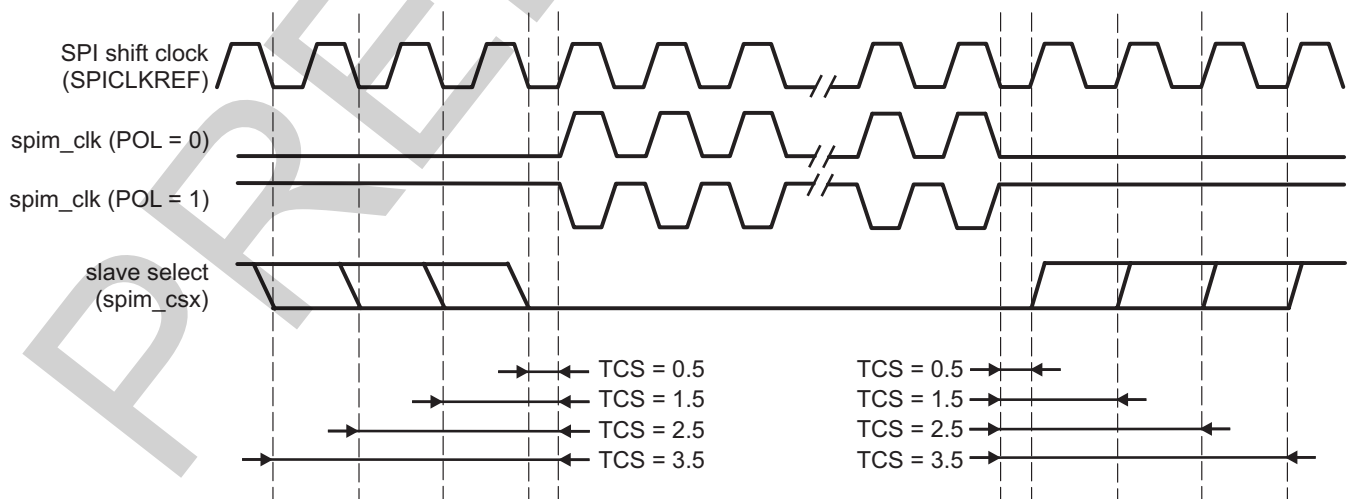 SPI shift clock
(SPICLKREF)
spim_clk (POL = 0)
spim_clk (POL = 1)
slave select
(spim_csx)
TCS = 0.5
TCS = 1.5
TCS = 2.5
TCS = 3.5
TCS = 0.5
TCS = 1.5
TCS = 2.5
TCS = 3.5
PRE